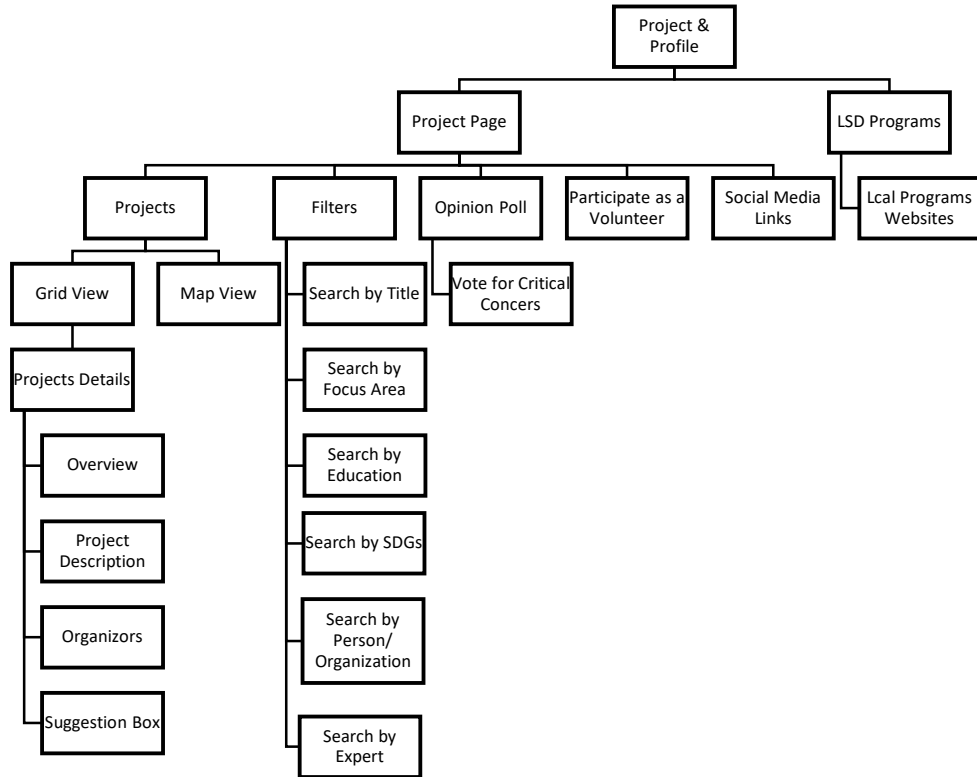 Project &
Profile
Project Page
LSD Programs
Projects
Filters
Opinion Poll
Participate as a
Volunteer
Social Media
Links
Lcal Programs
Websites
Grid View
Map View
Search by Title
Vote for Critical
Concers
Projects Details
Search by
Focus Area
Overview
Search by
Education
Project
Description
Search by SDGs
Organizors
Search by
Person/
Organization
Suggestion Box
Search by
Expert